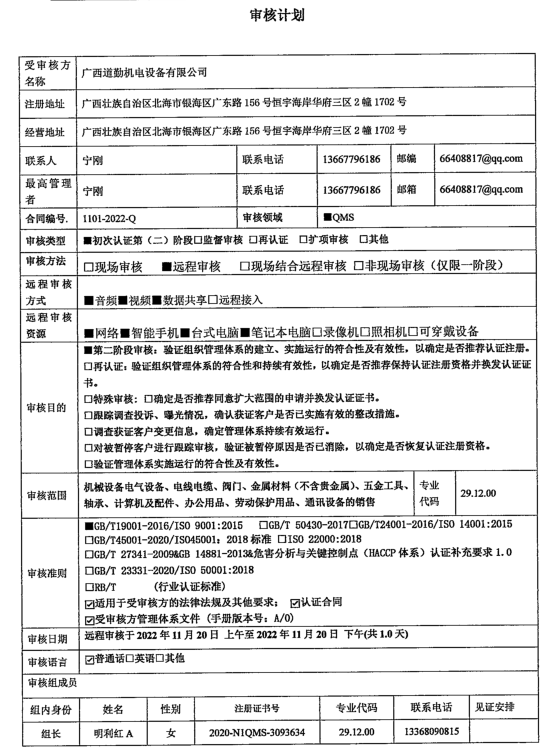 审核计划
受审核方名称 广西道勤机电设备有限公司
注册地址 广西壮族自治区北海市银海区广东路 156 号恒宇海岸华府三区 2 幢 1702 号
经营地址 广西壮族自治区北海市银海区广东路 156 号恒宇海岸华府三区 2 幢 1702 号
联系人 宁刚 联系电话 13667796186 邮编 66408817@qq.com
最高管理者 宁刚 联系电话 13667796186 邮箱 66408817@qq.com
合同编号. 1101-2022-Q 审核领域 ■QMS
审核类型 ■初次认证第（二）阶段□监督审核 □再认证 □扩项审核 □其他
审核方法 □现场审核 ■远程审核 □现场结合远程审核 □非现场审核（仅限一阶段）
远程审核方式 ■音频■视频■数据共享□远程接入
远程审核资源 ■网络■智能手机■台式电脑■笔记本电脑□录像机□照相机□可穿戴设备
审核目的
■第二阶段审核：验证组织管理体系的建立、实施运行的符合性及有效性，以确定是否推荐认证注册。
□再认证：验证组织管理体系的符合性和持续有效性，以确定是否推荐保持认证注册资格并换发认证证
书。
□特殊审核：□确定是否推荐同意扩大范围的申请并换发认证证书。
□跟踪调查投诉、曝光情况，确认获证客户是否已实施有效的整改措施。
□调查获证客户变更信息，确定管理体系持续有效运行。
□对被暂停客户进行跟踪审核，验证被暂停原因是否已消除，以确定是否恢复认证注册资格。
□验证管理体系实施运行的符合性及有效性。
审核范围
机械设备电气设备、电线电缆、阀门、金属材料（不含贵金属）、五金工具、
轴承、计算机及配件、办公用品、劳动保护用品、通讯设备的销售
专业代码 29.12.00
审核准则
■GB/T19001-2016/ISO 9001:2015 □GB/T 50430-2017□GB/T24001-2016/ISO 14001:2015
□GB/T45001-2020/ISO45001：2018 标准 □ISO 22000:2018
□GB/T 27341-2009&GB 14881-2013&危害分析与关键控制点（HACCP 体系）认证补充要求 1.0
□GB/T 23331-2020/ISO 50001:2018
□RB/T （行业认证标准）
☑适用于受审核方的法律法规及其他要求； ☑认证合同
☑受审核方管理体系文件（手册版本号：A/0）
审核日期 远程审核于 2022 年 11 月 20 日 上午至 2022 年 11 月 20 日 下午(共 1.0 天)
审核语言 ☑普通话□英语□其他
审核组成员
组内身份 姓名 性别 注册证书号 专业代码 联系电话 见证安排
组长 明利红 A 女 2020-N1QMS-3093634 29.12.00 13368090815